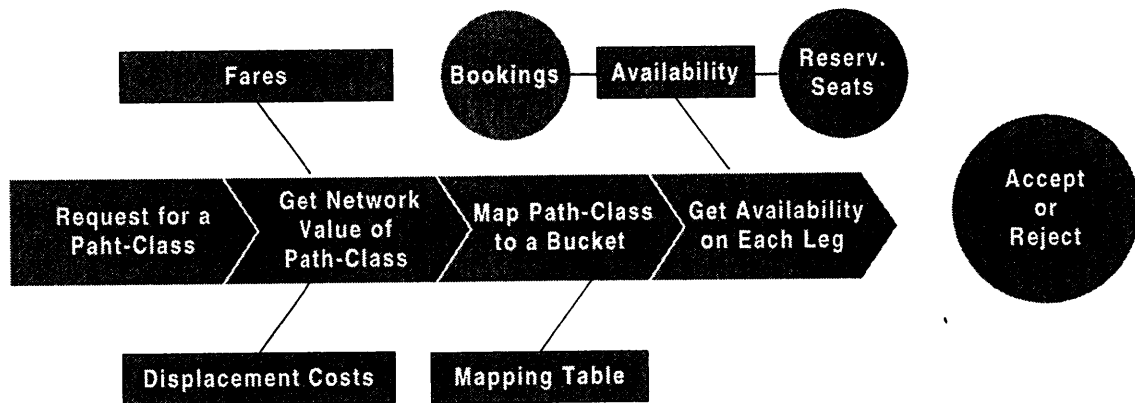 Fares
Bookings
Availability
Reserv.
Seats
Request for a
Paht-Class
Get Network
Value of
Path-Class
Map Path-Class
to a Bucket
Get Availability
on Each Leg
Accept
or
Reject
Displacement Costs
Mapping Table